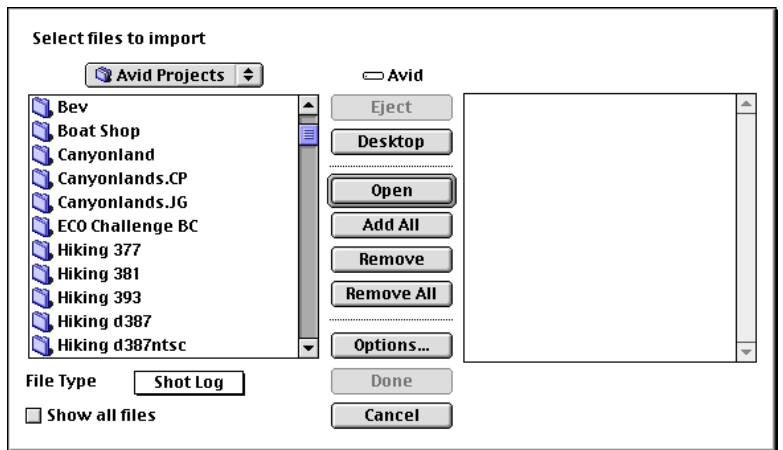 Select files to import
Avid Projects
Avid
Bev
Boat Shop
Canyonland
Canyonlands.CP
Canyonlands.JG
ECO Challenge BC
Hiking 377
Hiking 381
Hiking 393
Hiking d387
Hiking d387ntsc
Eject
Desktop
Open
Add All
Remove
Remove All
Options...
Done
Cancel
File Type
Shot Log
Show all files